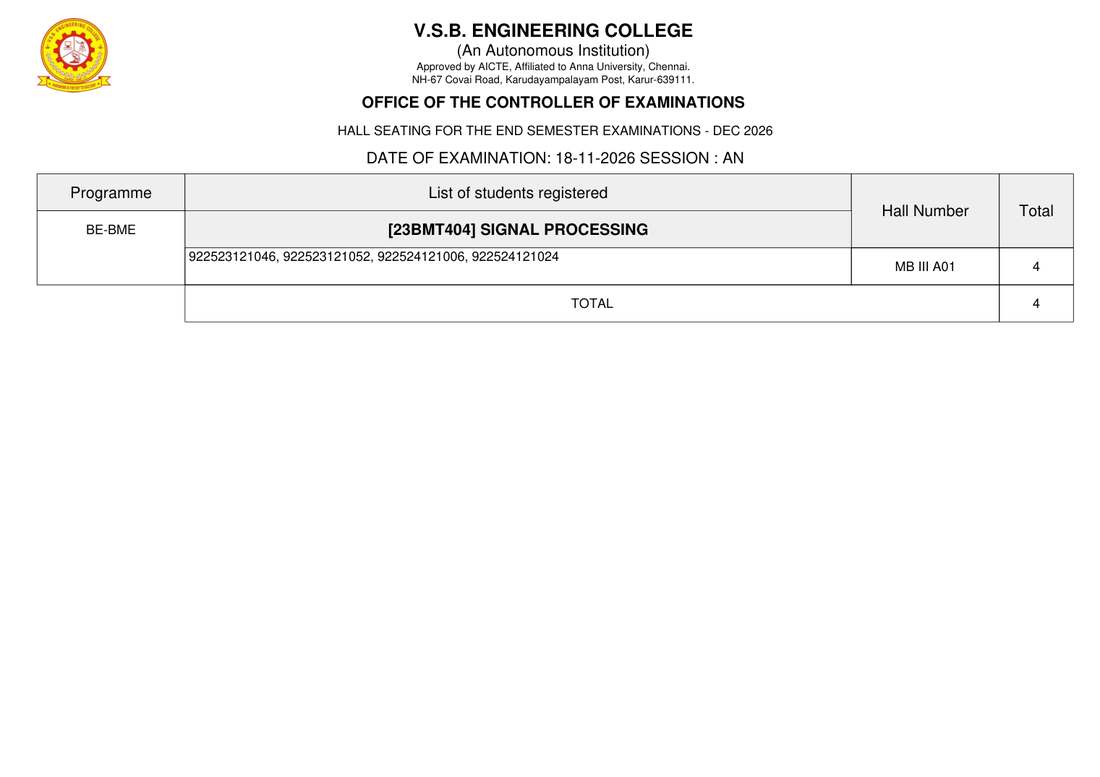 V.S.B. ENGINEERING COLLEGE
(An Autonomous Institution)
Approved by AICTE, Affiliated to Anna University, Chennai.
NH-67 Covai Road, Karudayampalayam Post, Karur-639111.
OFFICE OF THE CONTROLLER OF EXAMINATIONS
HALL SEATING FOR THE END SEMESTER EXAMINATIONS - DEC 2026
DATE OF EXAMINATION: 18-11-2026 SESSION : AN
Programme List of students registered Hall Number Total
BE-BME [23BMT404] SIGNAL PROCESSING
922523121046, 922523121052, 922524121006, 922524121024 MB III A01 4
TOTAL 4